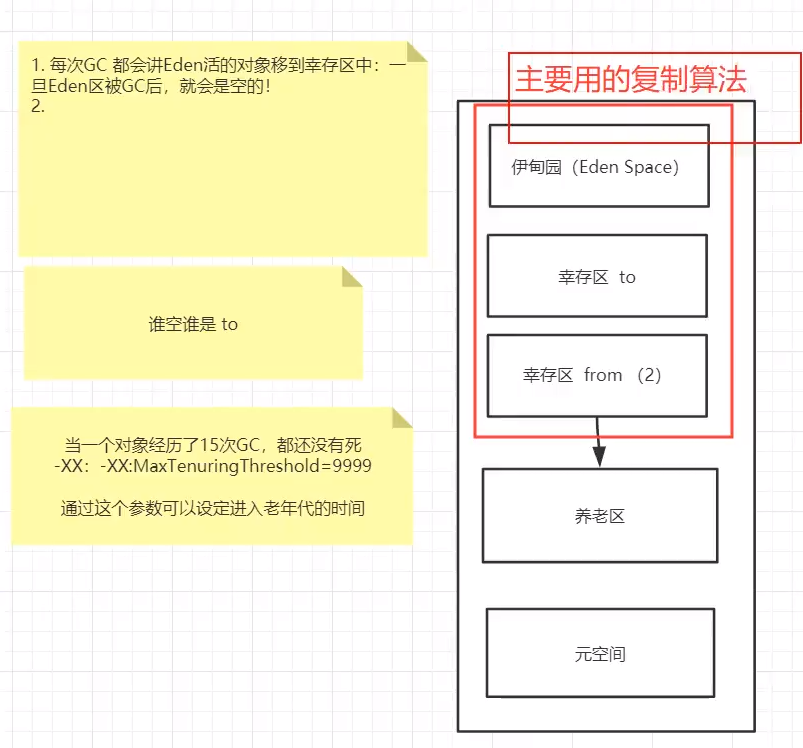 1. 每次GC 都会讲Eden活的对象移到幸存区中：一
旦Eden区被GC后，就会是空的！
2.
谁空谁是 to
当一个对象经历了15次GC，都还没有死
-XX：-XX:MaxTenuringThreshold=9999
通过这个参数可以设定进入老年代的时间
主要用的复制算法
伊甸园（Eden Space）
幸存区 to
幸存区 from （2）
养老区
元空间